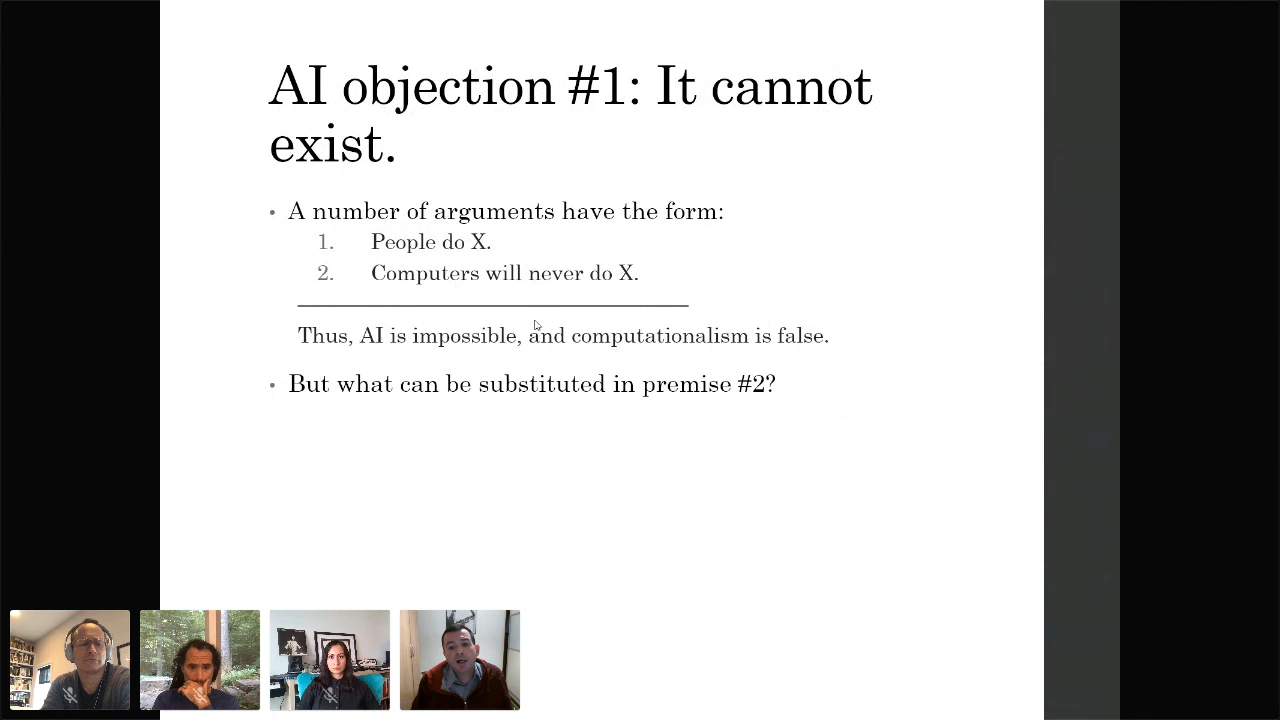 AI objection #1: It cannot
exist.
• A number of arguments have the form:
1. People do X.
2. Computers will never do X.
Thus, AI is impossible, and computationalism is false.
• But what can be substituted in premise #2?